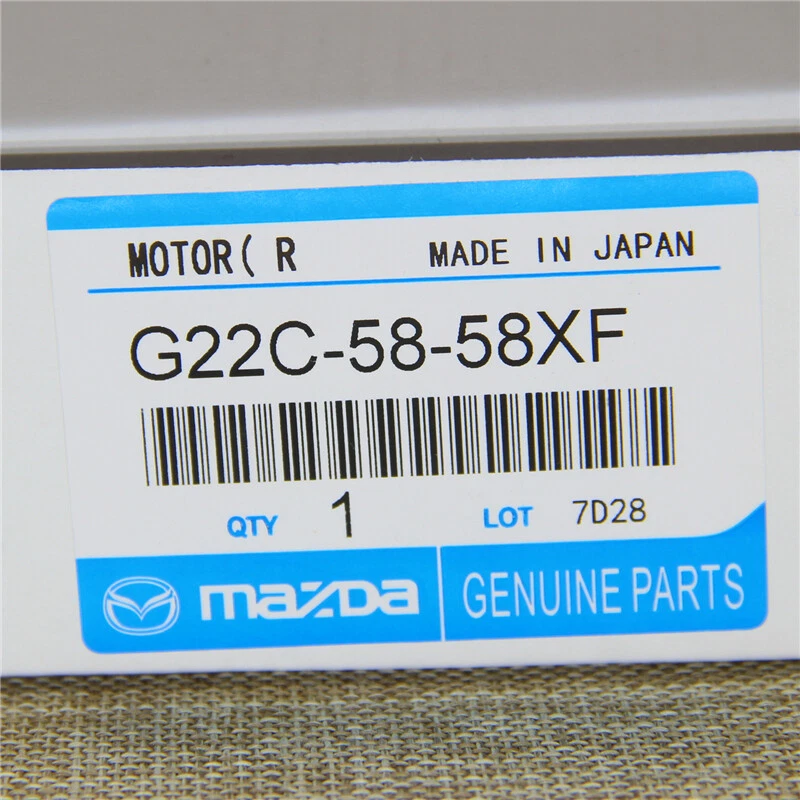 MOTOR( R MADE IN JAPAN
G22C-58-58XF
QTY 1 LOT 7D28
mazda GENUINE PARTS